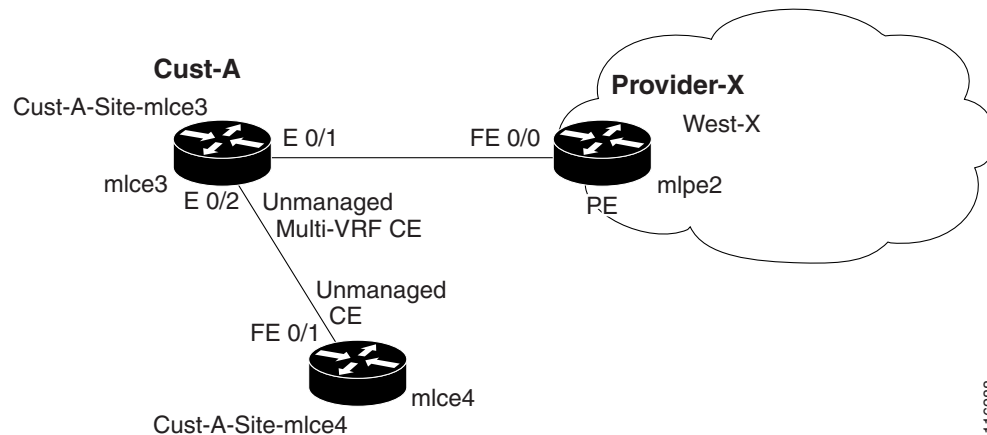 Cust-A
Cust-A-Site-mlce3
Provider-X
West-X
E 0/1
FE 0/0
mlce3
mlpe2
E 0/2
PE
Unmanaged
Multi-VRF CE
Unmanaged
CE
FE 0/1
mlce4
Cust-A-Site-mlce4